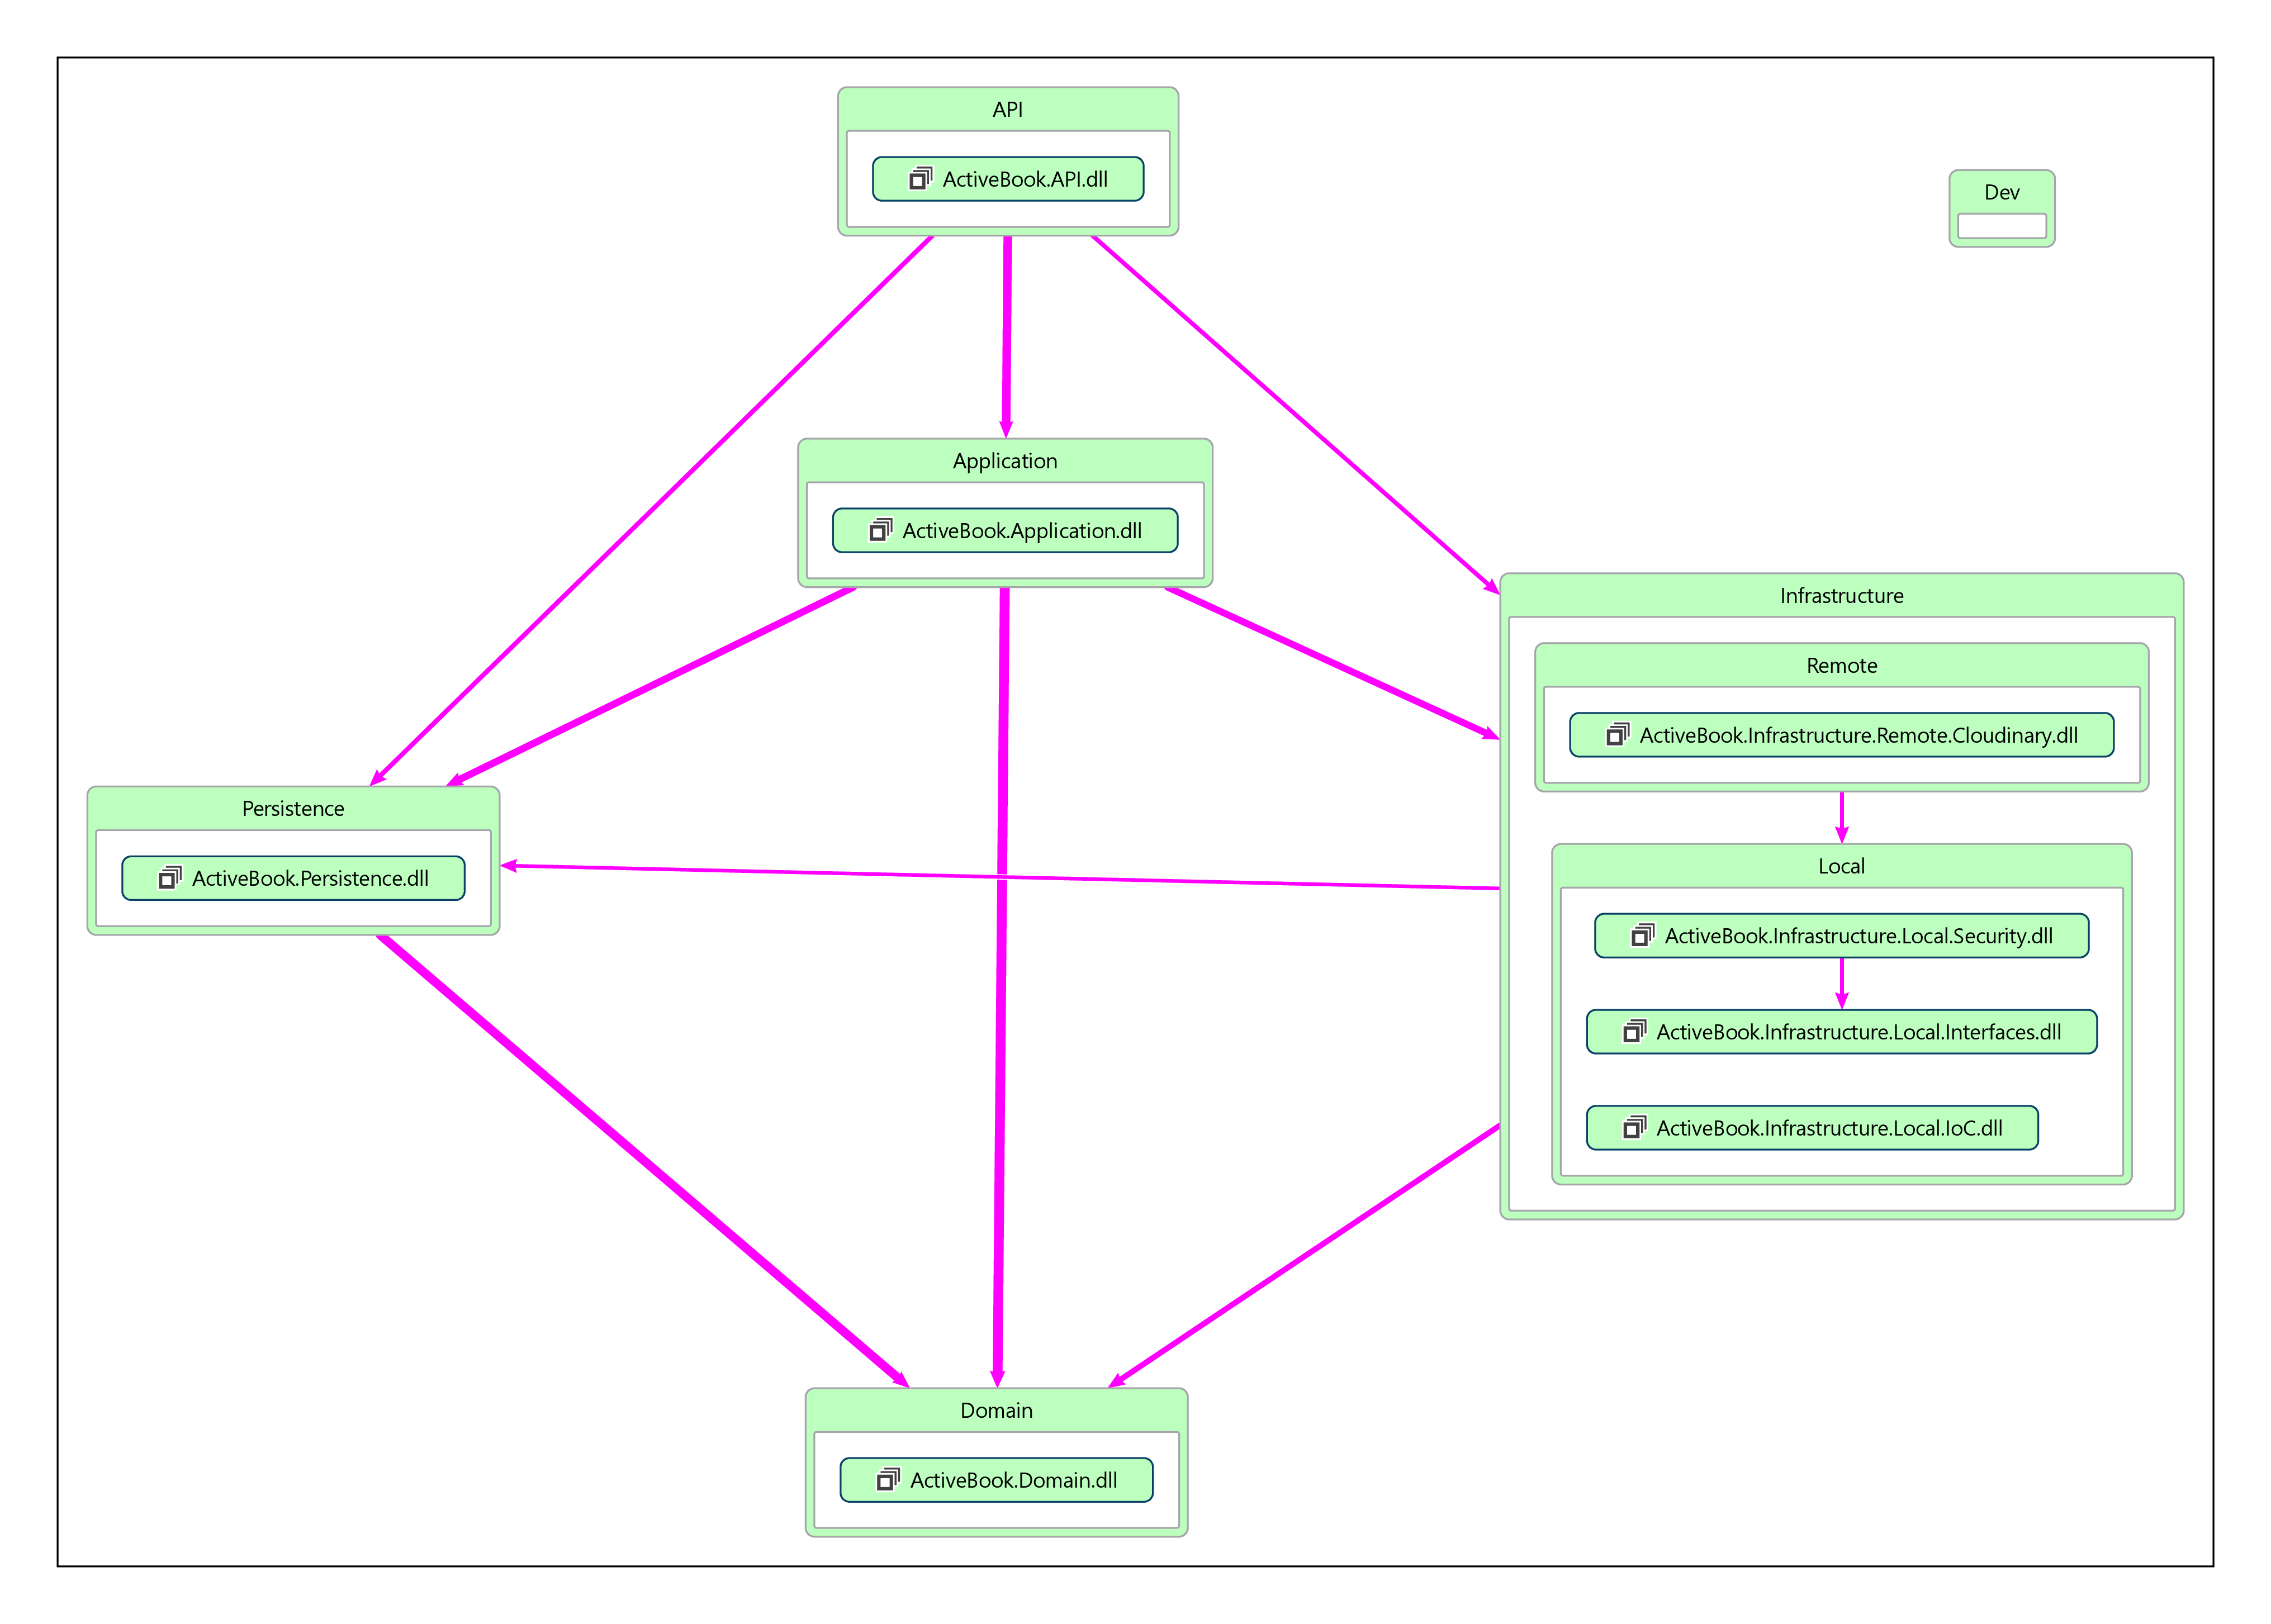 API
ActiveBook.API.dll
Dev
Application
ActiveBook.Application.dll
Infrastructure
Remote
ActiveBook.Infrastructure.Remote.Cloudinary.dll
Persistence
ActiveBook.Persistence.dll
Local
ActiveBook.Infrastructure.Local.Security.dll
ActiveBook.Infrastructure.Local.Interfaces.dll
ActiveBook.Infrastructure.Local.IoC.dll
Domain
ActiveBook.Domain.dll